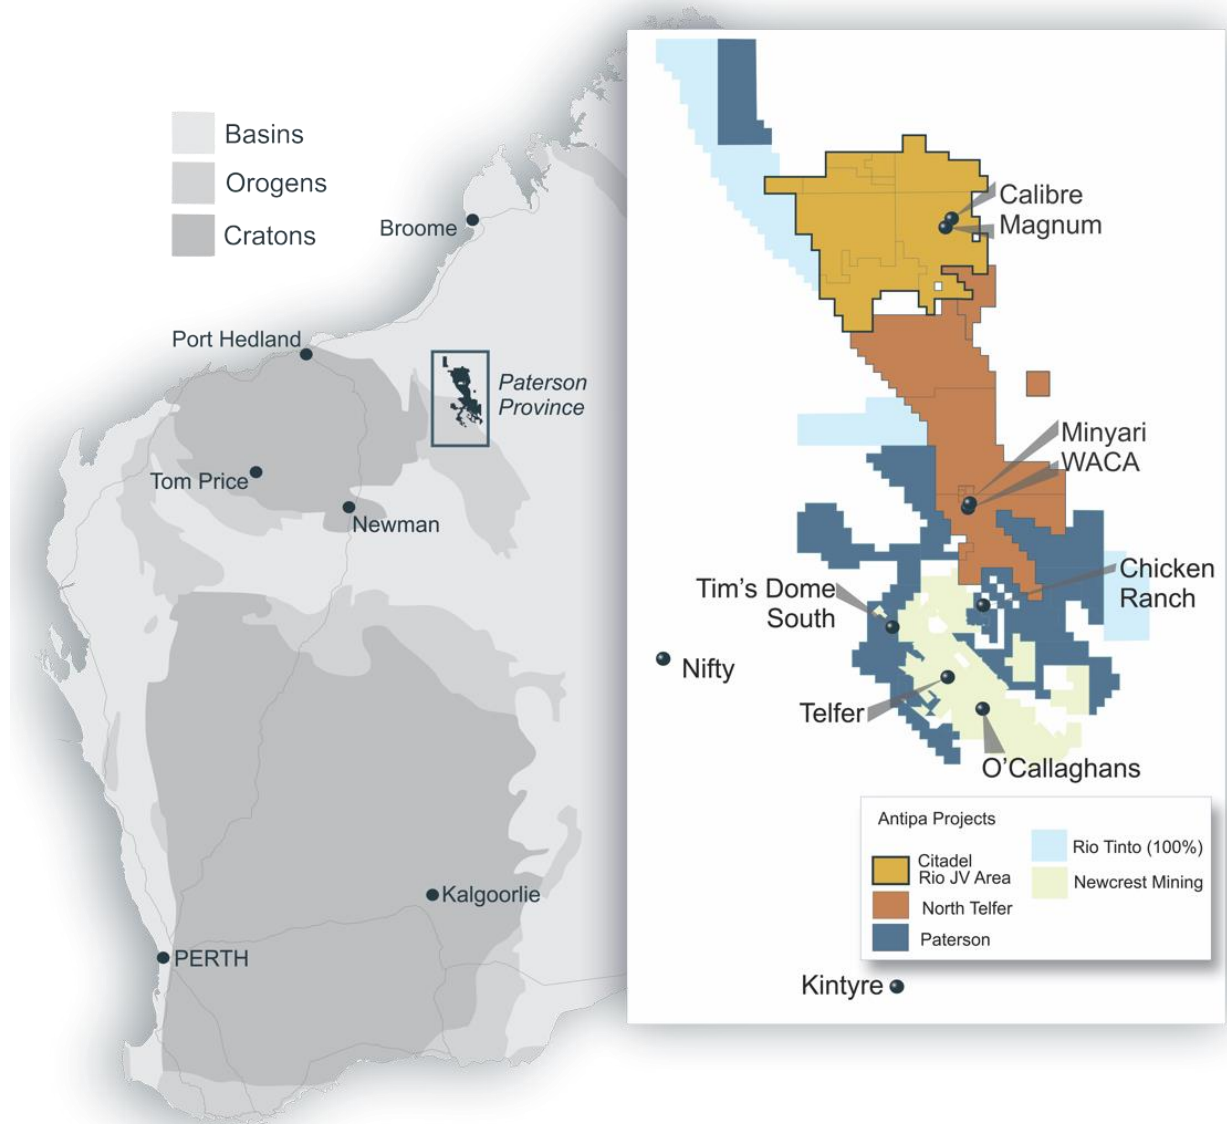 Basins
Orogens
Cratons
Broome
Port Hedland
Paterson
Province
Tom Price
Newman
Kalgoorlie
PERTH
Calibre
Magnum
Minyari
WACA
Chicken
Ranch
Tim's Dome
South
Nifty
Telfer
O'Callaghans
Antipa Projects
Citadel
Rio JV Area
North Telfer
Paterson
Rio Tinto (100%)
Newcrest Mining
Kintyre